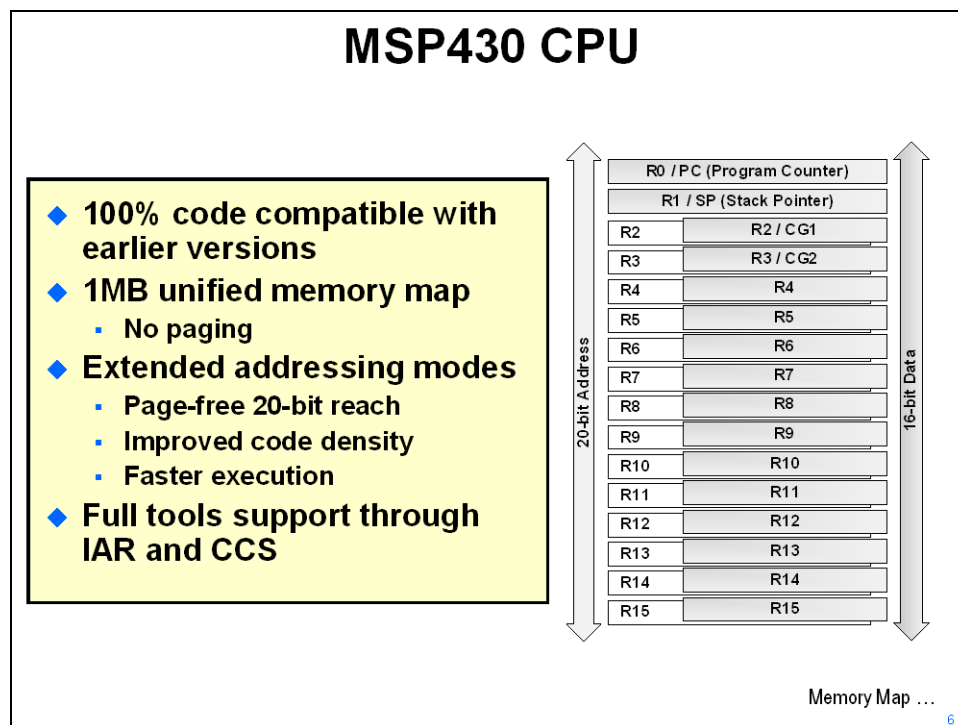 MSP430 CPU
100% code compatible with
earlier versions
1MB unified memory map
No paging
Extended addressing modes
Page-free 20-bit reach
Improved code density
Faster execution
Full tools support through
IAR and CCS
20-bit Address
R0 / PC (Program Counter)
R1 / SP (Stack Pointer)
R2 R2 / CG1
R3 R3 / CG2
R4 R4
R5 R5
R6 R6
R7 R7
R8 R8
R9 R9
R10 R10
R11 R11
R12 R12
R13 R13
R14 R14
R15 R15
16-bit Data
Memory Map …
6